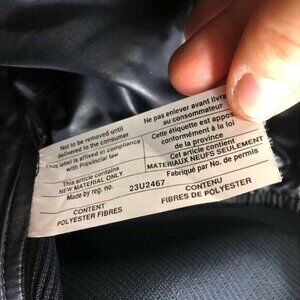 Not to be removed until
delivered to the consumer
This label is affixed in compliance
with Provincial law
This article contains
NEW MATERIAL ONLY
Made by reg. no.
CONTENT
POLYESTER FIBRES
Ne pas enlever avant livrai
au consommateur
Cette étiquette est apposé
conformément à la loi
de la province
Cet article contient
MATERIAUX NEUFS SEULEMENT
Fabriqué par No. de permis
23U2467
CONTENU
FIBRES DE POLYESTER